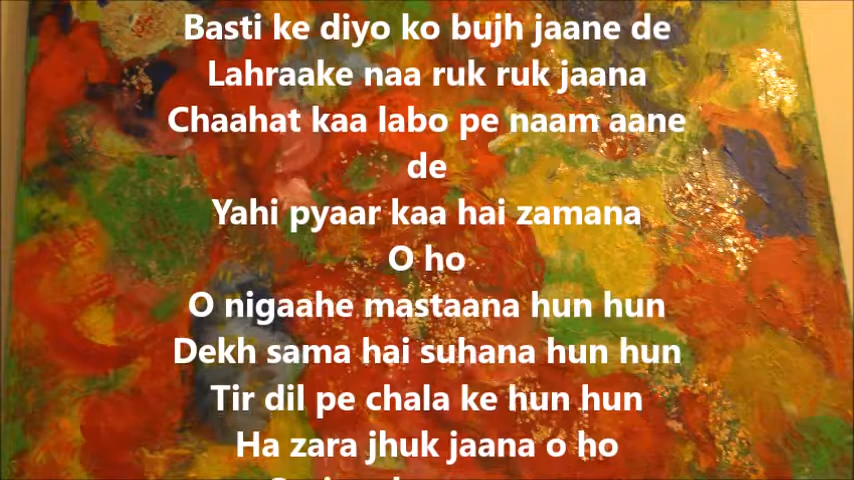 Basti ke diyo ko bujh jaane de
Lahraake naa ruk ruk jaana
Chaahat kaa labo pe naam aane
de
Yahi pyaar kaa hai zamana
O ho
O nigaahe mastaana hun hun
Dekh sama hai suhana hun hun
Tir dil pe chala ke hun hun
Ha zara jhuk jaana o ho